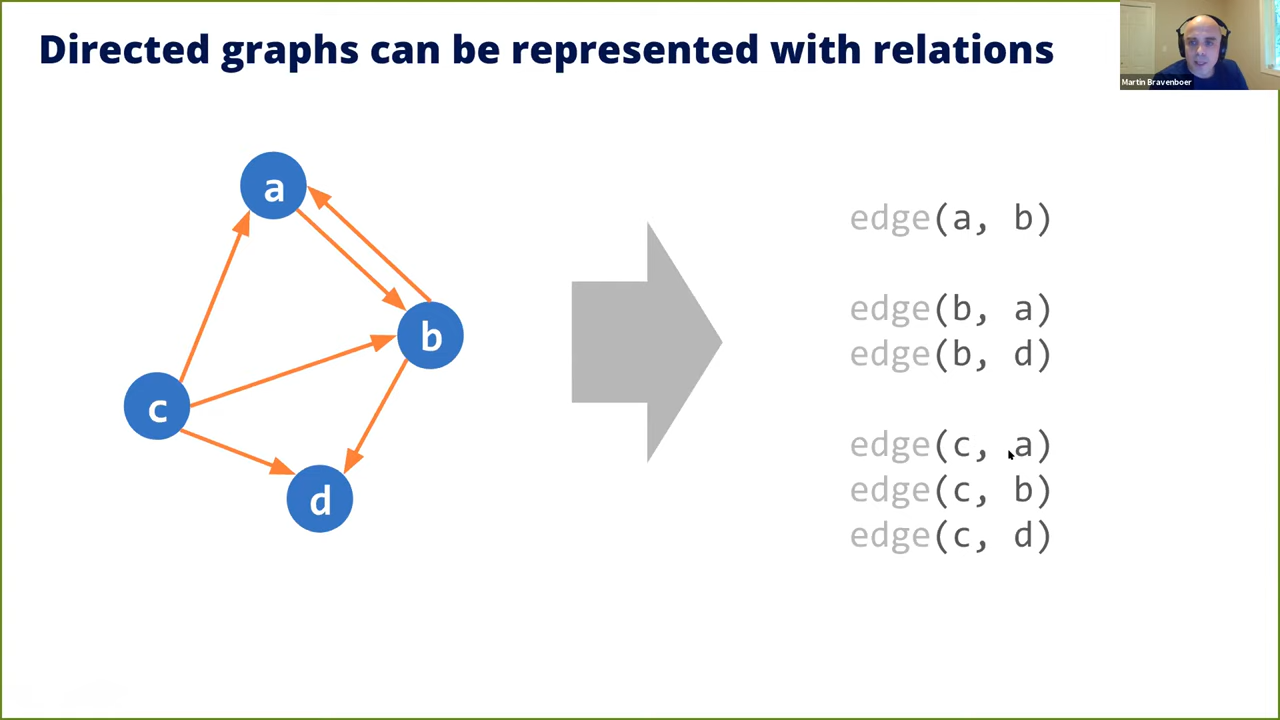 Directed graphs can be represented with relations
Martin Bravenboer
a
b
c
d
edge(a, b)
edge(b, a)
edge(b, d)
edge(c, a)
edge(c, b)
edge(c, d)